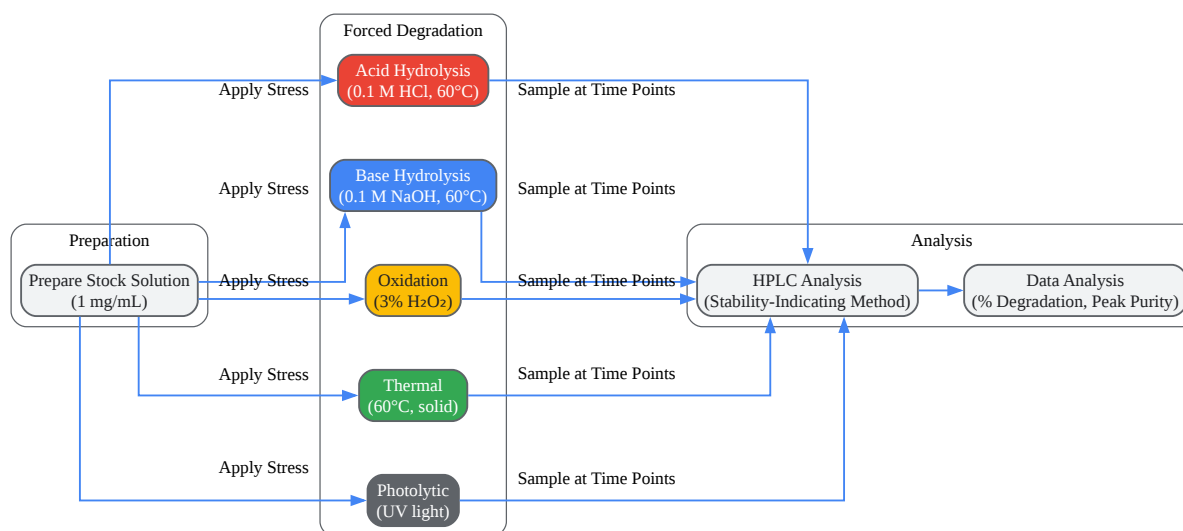 Forced Degradation
Acid Hydrolysis
(0.1 M HCl, 60°C)
Apply Stress
Sample at Time Points
Base Hydrolysis
(0.1 M NaOH, 60°C)
Apply Stress
Sample at Time Points
Preparation
Prepare Stock Solution
(1 mg/mL)
Apply Stress
Oxidation
(3% H₂O₂)
Sample at Time Points
Analysis
HPLC Analysis
(Stability-Indicating Method)
Data Analysis
(% Degradation, Peak Purity)
Apply Stress
Thermal
(60°C, solid)
Sample at Time Points
Apply Stress
Photolytic
(UV light)
Sample at Time Points